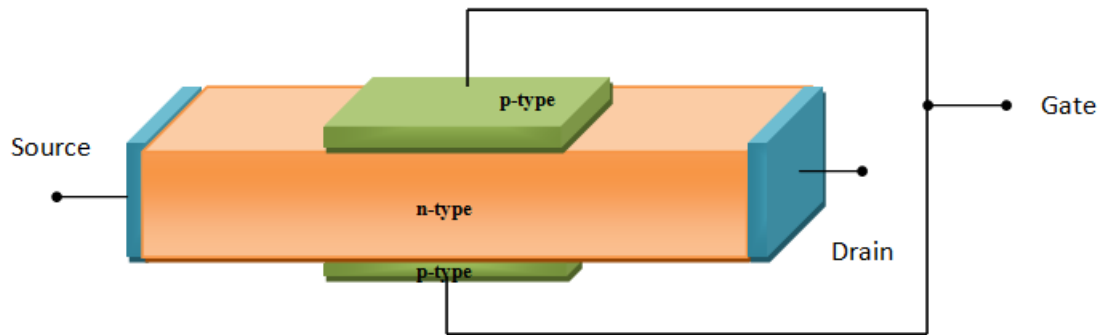 p-type
Gate
Source
n-type
Drain
p-type